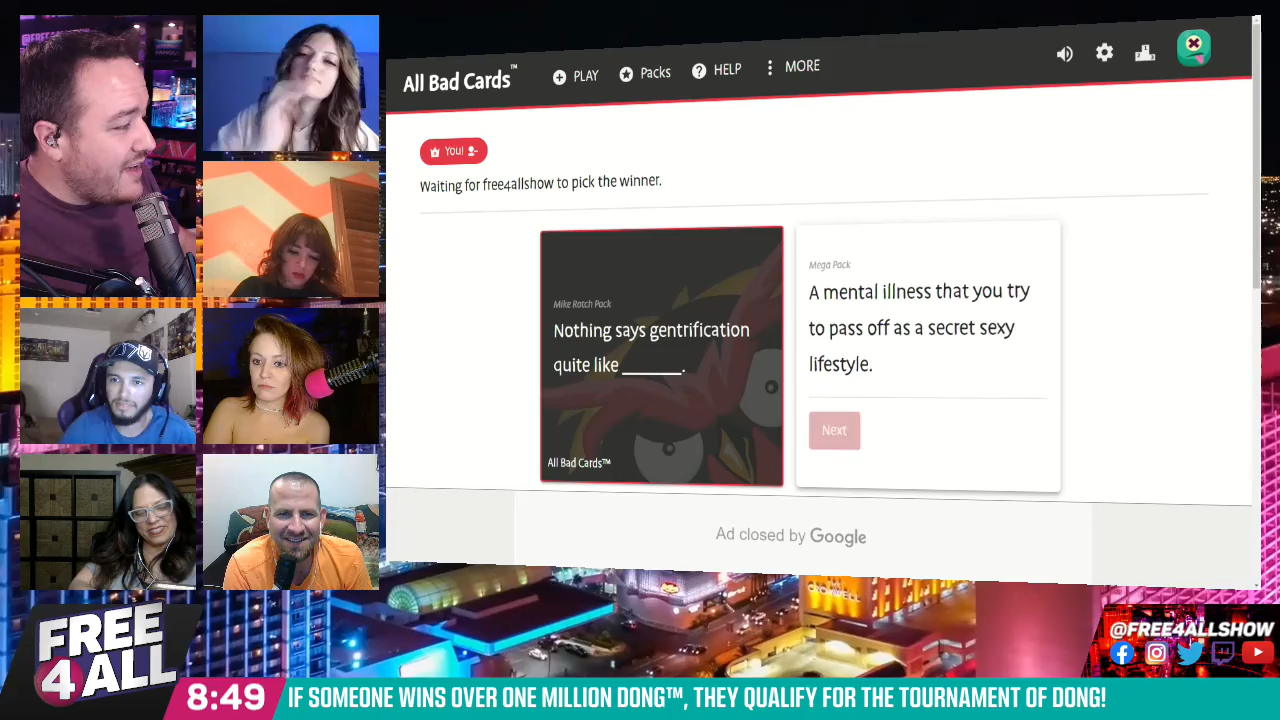 All Bad Cards™
PLAY
Packs
HELP
MORE
You!
Waiting for free4allshow to pick the winner.
Mike Rotch Pack
Nothing says gentrification
quite like ______.
All Bad Cards™
Mega Pack
A mental illness that you try
to pass off as a secret sexy
lifestyle.
Next
Ad closed by Google
CROMWELL
FREE
4 ALL
@FREE4ALLSHOW
8:49
IF SOMEONE WINS OVER ONE MILLION DONG™, THEY QUALIFY FOR THE TOURNAMENT OF DONG!